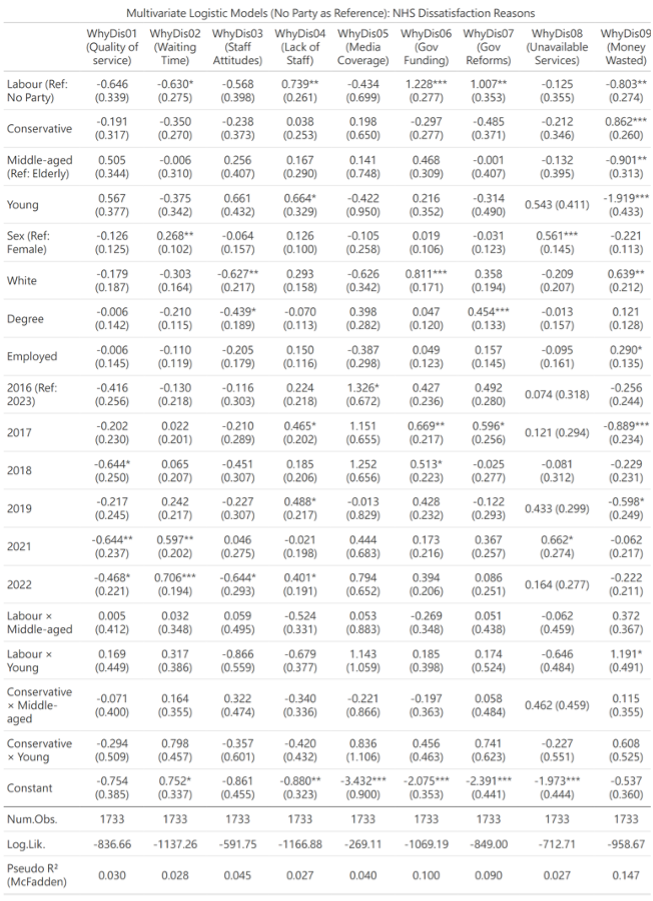 Multivariate Logistic Models (No Party as Reference): NHS Dissatisfaction Reasons
WhyDis01 WhyDis02 WhyDis03 WhyDis04 WhyDis05 WhyDis06 WhyDis07 WhyDis08 WhyDis09
(Quality of (Waiting (Staff (Lack of (Media (Gov (Gov (Unavailable (Money
service) Time) Attitudes) Staff) Coverage) Funding) Reforms) Services) Wasted)
Labour (Ref: -0.646 -0.630* -0.568 0.739** -0.434 1.228*** 1.007** -0.125 -0.803**
No Party) (0.339) (0.275) (0.398) (0.261) (0.699) (0.277) (0.353) (0.355) (0.274)
Conservative -0.191 -0.350 -0.238 0.038 0.198 -0.297 -0.485 -0.212 0.862***
(0.317) (0.270) (0.373) (0.253) (0.650) (0.277) (0.371) (0.346) (0.260)
Middle-aged 0.505 -0.006 0.256 0.167 0.141 0.468 -0.001 -0.132 -0.901**
(Ref: Elderly) (0.344) (0.310) (0.407) (0.290) (0.748) (0.309) (0.407) (0.395) (0.313)
Young 0.567 -0.375 0.661 0.664* -0.422 0.216 -0.314 0.543 (0.411) -1.919***
(0.377) (0.342) (0.432) (0.329) (0.950) (0.352) (0.490) (0.433)
Sex (Ref: -0.126 0.268** -0.064 0.126 -0.105 0.019 -0.031 0.561*** -0.221
Female) (0.125) (0.102) (0.157) (0.100) (0.258) (0.106) (0.123) (0.145) (0.113)
White -0.179 -0.303 -0.627** 0.293 -0.626 0.811*** 0.358 -0.209 0.639**
(0.187) (0.164) (0.217) (0.158) (0.342) (0.171) (0.194) (0.207) (0.212)
Degree -0.006 -0.210 -0.439* -0.070 0.398 0.047 0.454*** -0.013 0.121
(0.142) (0.115) (0.189) (0.113) (0.282) (0.120) (0.133) (0.157) (0.128)
Employed -0.006 -0.110 -0.205 0.150 -0.387 0.049 0.157 -0.095 0.290*
(0.145) (0.119) (0.179) (0.116) (0.298) (0.123) (0.145) (0.161) (0.135)
2016 (Ref: -0.416 -0.130 -0.116 0.224 1.326* 0.427 0.492 0.074 (0.318) -0.256
2023) (0.256) (0.218) (0.303) (0.218) (0.672) (0.236) (0.280) (0.244)
2017 -0.202 0.022 -0.210 0.465* 1.151 0.669** 0.596* 0.121 (0.294) -0.889***
(0.230) (0.201) (0.289) (0.202) (0.655) (0.217) (0.256) (0.234)
2018 -0.644* 0.065 -0.451 0.185 1.252 0.513* -0.025 -0.081 -0.229
(0.250) (0.207) (0.307) (0.206) (0.656) (0.223) (0.277) (0.312) (0.231)
2019 -0.217 0.242 -0.227 0.488* -0.013 0.428 -0.122 0.433 (0.299) -0.598*
(0.245) (0.217) (0.307) (0.217) (0.829) (0.232) (0.293) (0.249)
2021 -0.644** 0.597** 0.046 -0.021 0.444 0.173 0.367 0.662* -0.062
(0.237) (0.202) (0.275) (0.198) (0.683) (0.216) (0.257) (0.274) (0.217)
2022 -0.468* 0.706*** -0.644* 0.401* 0.794 0.394 0.086 0.164 (0.277) -0.222
(0.221) (0.194) (0.293) (0.191) (0.652) (0.206) (0.251) (0.211)
Labour × 0.005 0.032 0.059 -0.524 0.053 -0.269 0.051 -0.062 0.372
Middle-aged (0.412) (0.348) (0.495) (0.331) (0.883) (0.348) (0.438) (0.459) (0.367)
Labour × 0.169 0.317 -0.866 -0.679 1.143 0.185 0.174 -0.646 1.191*
Young (0.449) (0.386) (0.559) (0.377) (1.059) (0.398) (0.524) (0.484) (0.491)
Conservative -0.071 0.164 0.322 -0.340 -0.221 -0.197 0.058 0.462 (0.459) 0.115
× Middle- (0.400) (0.355) (0.474) (0.336) (0.866) (0.363) (0.484) (0.355)
aged
Conservative -0.294 0.798 -0.357 -0.420 0.836 0.456 0.741 -0.227 0.608
× Young (0.509) (0.457) (0.601) (0.432) (1.106) (0.463) (0.623) (0.551) (0.525)
Constant -0.754 0.752* -0.861 -0.880** -3.432*** -2.075*** -2.391*** -1.973*** -0.537
(0.385) (0.337) (0.455) (0.323) (0.900) (0.353) (0.441) (0.444) (0.360)
Num.Obs. 1733 1733 1733 1733 1733 1733 1733 1733 1733
Log.Lik. -836.66 -1137.26 -591.75 -1166.88 -269.11 -1069.19 -849.00 -712.71 -958.67
Pseudo R² 0.030 0.028 0.045 0.027 0.040 0.100 0.090 0.027 0.147
(McFadden)